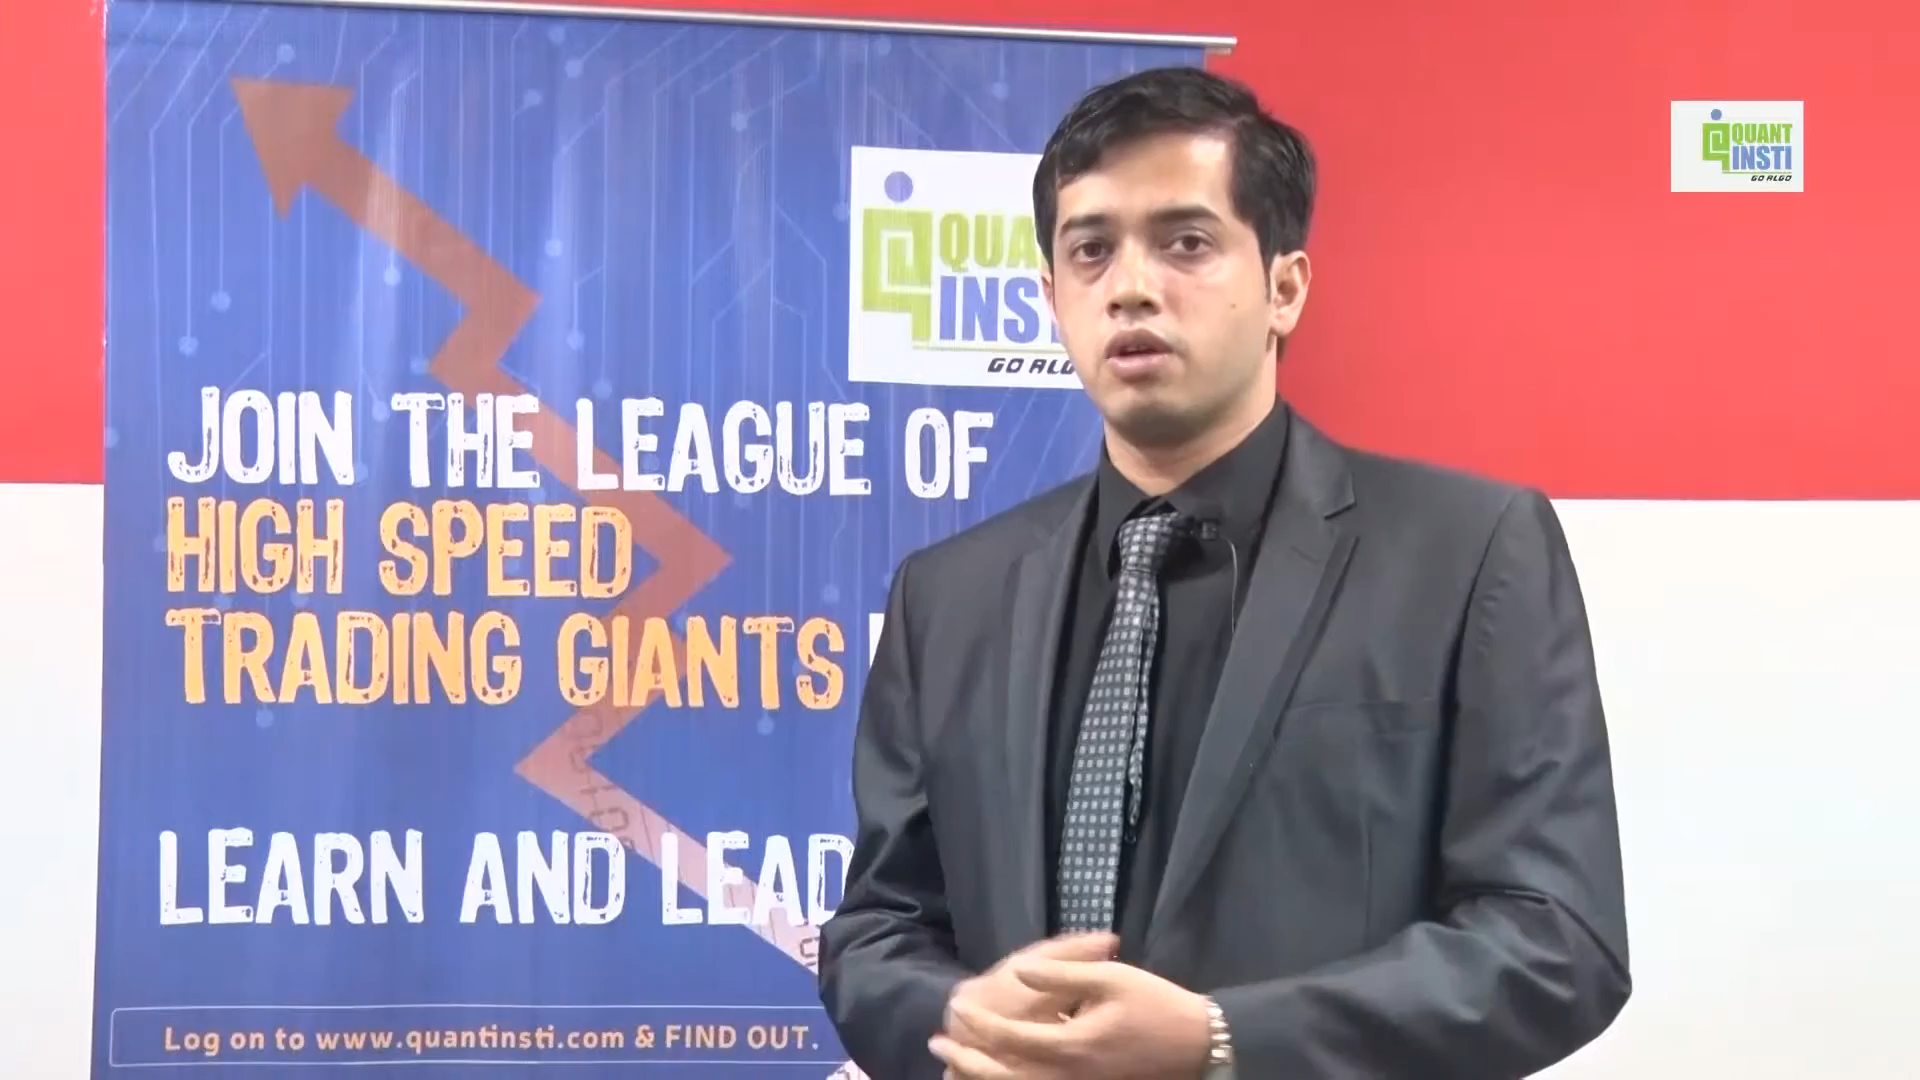 QUANT
INSTI
GO ALGO
INS
JOIN THE LEAGUE OF
HIGH SPEED
TRADING GIANTS
LEARN AND LEAD
Log on to www.quantinsti.com & FIND OUT.